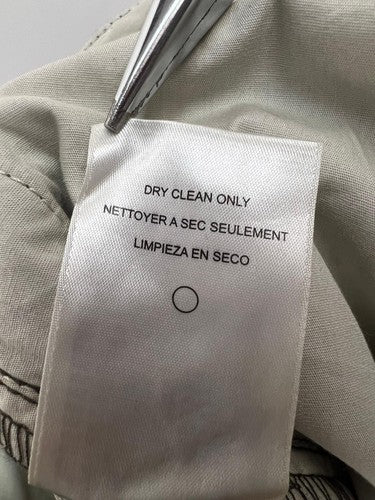 DRY CLEAN ONLY
NETTOYER A SEC SEULEMENT
LIMPIEZA EN SECO